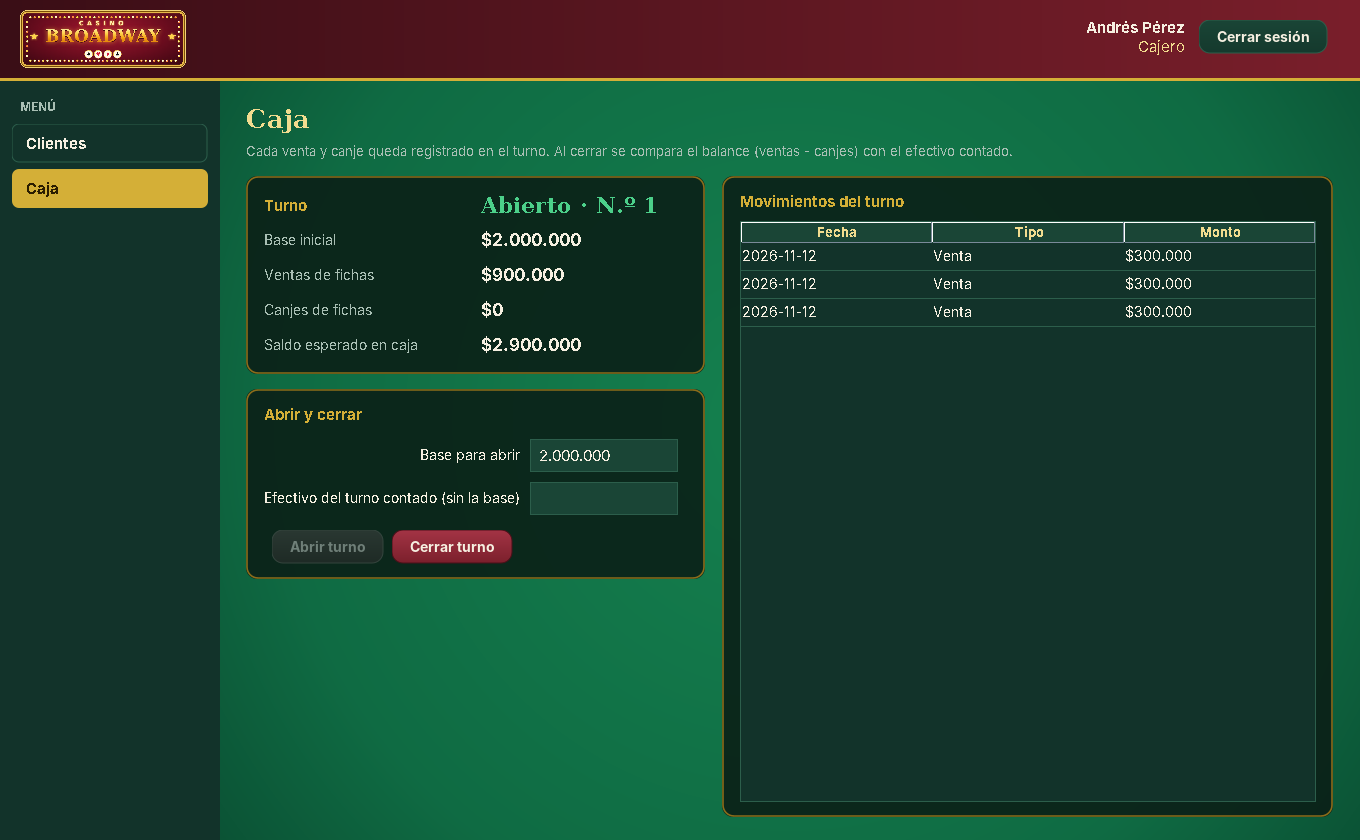 CASINO
BROADWAY
Andrés Pérez
Cajero
Cerrar sesión
MENÚ
Clientes
Caja
Caja
Cada venta y canje queda registrado en el turno. Al cerrar se compara el balance (ventas - canjes) con el efectivo contado.
Turno Abierto · N.º 1
Base inicial $2.000.000
Ventas de fichas $900.000
Canjes de fichas $0
Saldo esperado en caja $2.900.000
Abrir y cerrar
Base para abrir 2.000.000
Efectivo del turno contado (sin la base)
Abrir turno Cerrar turno
Movimientos del turno
Fecha Tipo Monto
2026-11-12 Venta $300.000
2026-11-12 Venta $300.000
2026-11-12 Venta $300.000